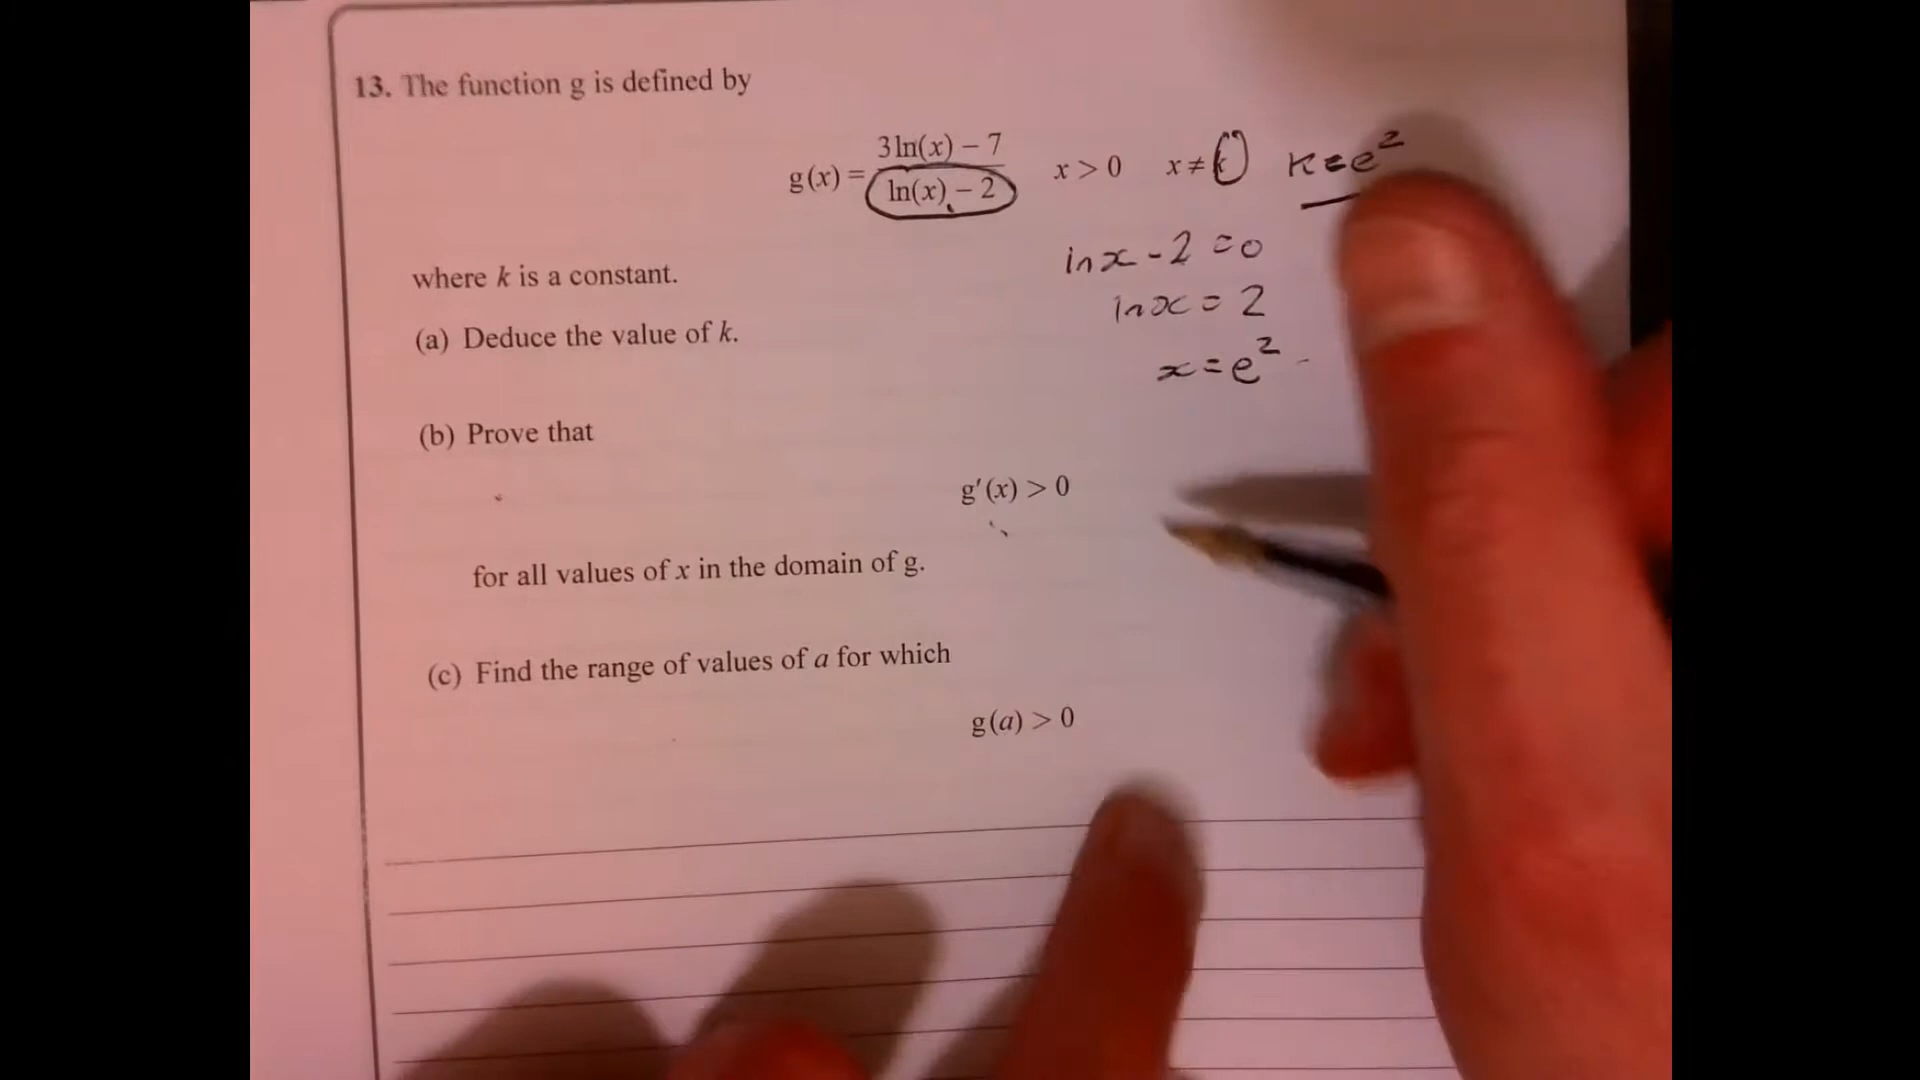 13. The function g is defined by
g(x) = 3ln(x) – 7 / ln(x) – 2 x > 0 x ≠ k k = e²
ln x - 2 = 0
where k is a constant.
ln x = 2
(a) Deduce the value of k.
x = e²
(b) Prove that
g′(x) > 0
for all values of x in the domain of g.
(c) Find the range of values of a for which
g(a) > 0